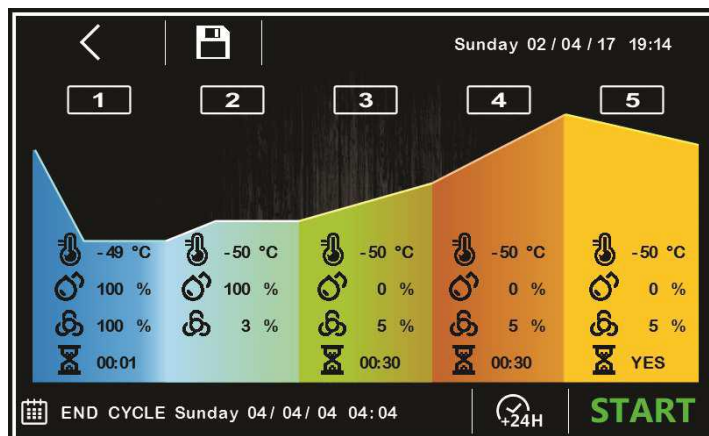 Sunday 02 / 04 / 17 19:14
1 2 3 4 5
- 49 °C - 50 °C - 50 °C - 50 °C - 50 °C
100 % 100 % 0 % 0 % 0 %
100 % 3 % 5 % 5 % 5 %
00:01 00:30 00:30 YES
END CYCLE Sunday 04 / 04 / 04 04 : 04 +24H START